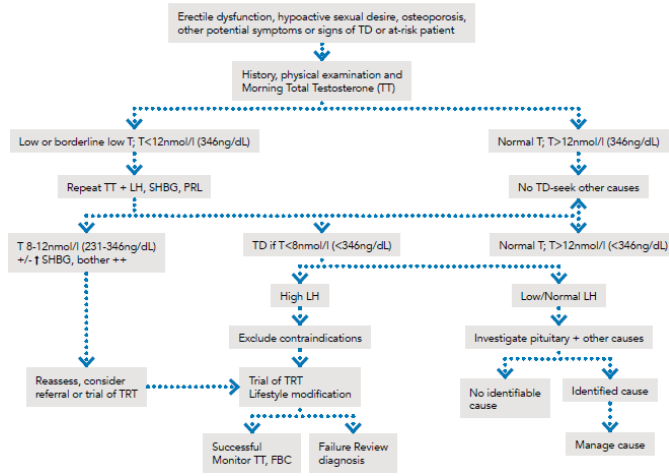 Erectile dysfunction, hypoactive sexual desire, osteoporosis,
other potential symptoms or signs of TD or at-risk patient
History, physical examination and
Morning Total Testosterone (TT)
Low or borderline low T; T<12nmol/l (346ng/dL)
Normal T; T>12nmol/l (346ng/dL)
Repeat TT + LH, SHBG, PRL
No TD-seek other causes
T 8-12nmol/l (231-346ng/dL)
+/- ↑ SHBG, bother ++
TD if T<8nmol/l (<346ng/dL)
Normal T; T>12nmol/l (<346ng/dL)
High LH
Low/Normal LH
Exclude contraindications
Investigate pituitary + other causes
Reassess, consider
referral or trial of TRT
Trial of TRT
Lifestyle modification
No identifiable
cause
Identified cause
Successful
Monitor TT, FBC
Failure Review
diagnosis
Manage cause